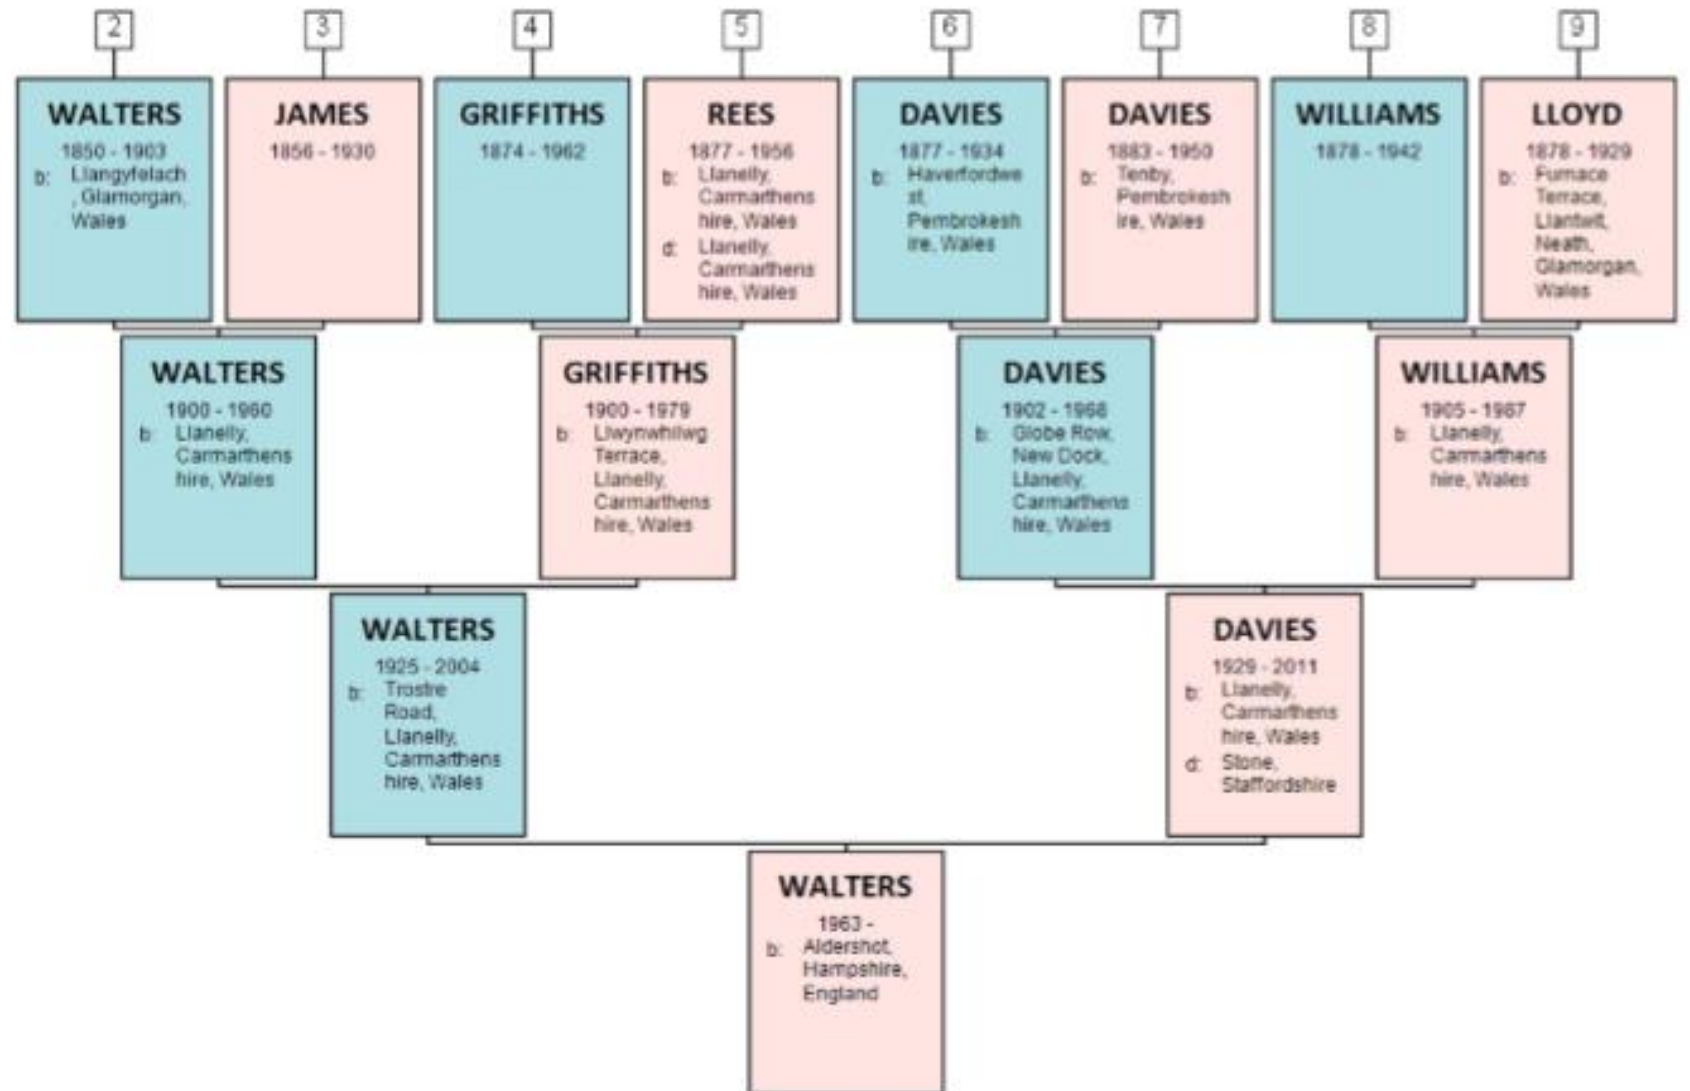 2
3
4
5
6
7
8
9
WALTERS
1850 - 1903
b: Llangyfelach
, Glamorgan,
Wales
JAMES
1856 - 1930
GRIFFITHS
1874 - 1962
REES
1877 - 1956
b: Llanelly,
Carmarthens
hire, Wales
d: Llanelly,
Carmarthens
hire, Wales
DAVIES
1877 - 1934
b: Haverfordwe
st,
Pembrokesh
ire, Wales
DAVIES
1883 - 1950
b: Tenby,
Pembrokesh
ire, Wales
WILLIAMS
1878 - 1942
LLOYD
1878 - 1929
b: Furnace
Terrace,
Llantwit,
Neath,
Glamorgan,
Wales
WALTERS
1900 - 1960
b: Llanelly,
Carmarthens
hire, Wales
GRIFFITHS
1900 - 1979
b: Llwynwhilwg
Terrace,
Llanelly,
Carmarthens
hire, Wales
DAVIES
1902 - 1968
b: Globe Row,
New Dock,
Llanelly,
Carmarthens
hire, Wales
WILLIAMS
1905 - 1987
b: Llanelly,
Carmarthens
hire, Wales
WALTERS
1925 - 2004
b: Trostre
Road,
Llanelly,
Carmarthens
hire, Wales
DAVIES
1929 - 2011
b: Llanelly,
Carmarthens
hire, Wales
d: Stone,
Staffordshire
WALTERS
1963 -
b: Aldershot,
Hampshire,
England